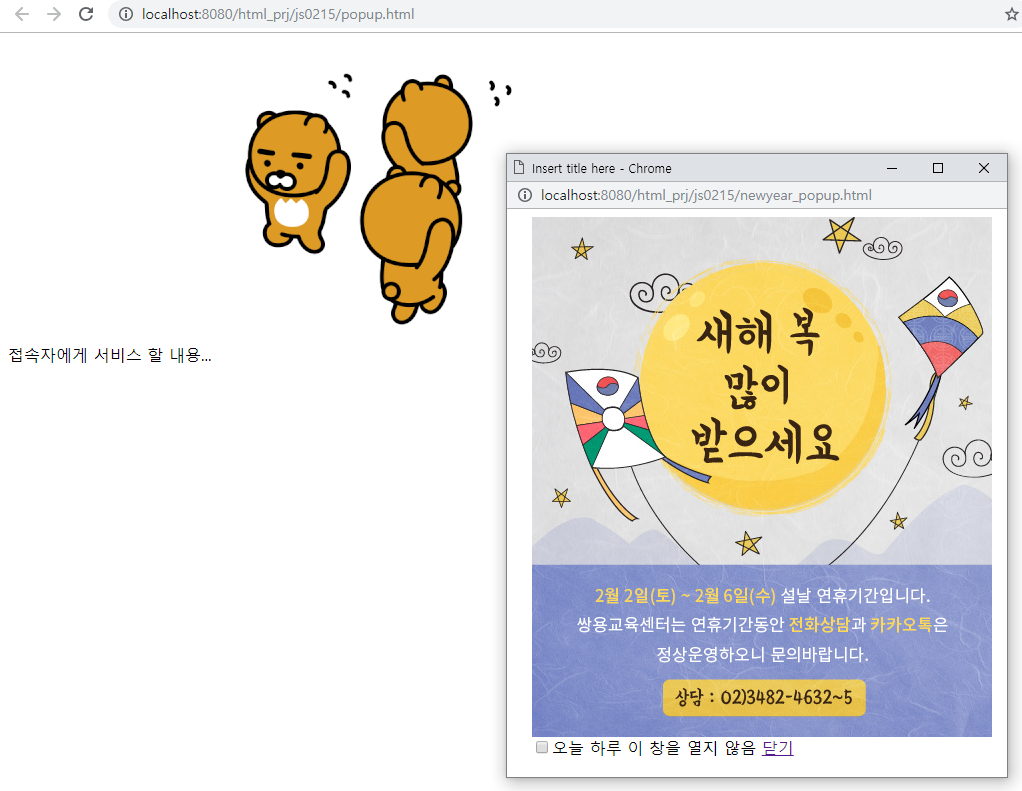 localhost:8080/html_prj/js0215/popup.html
접속자에게 서비스 할 내용...
Insert title here - Chrome
localhost:8080/html_prj/js0215/newyear_popup.html
새해 복
많이
받으세요
2월 2일(토) ~ 2월 6일(수) 설날 연휴기간입니다.
쌍용교육센터는 연휴기간동안 전화상담과 카카오톡은
정상운영하오니 문의바랍니다.
상담 : 02)3482-4632~5
오늘 하루 이 창을 열지 않음 닫기